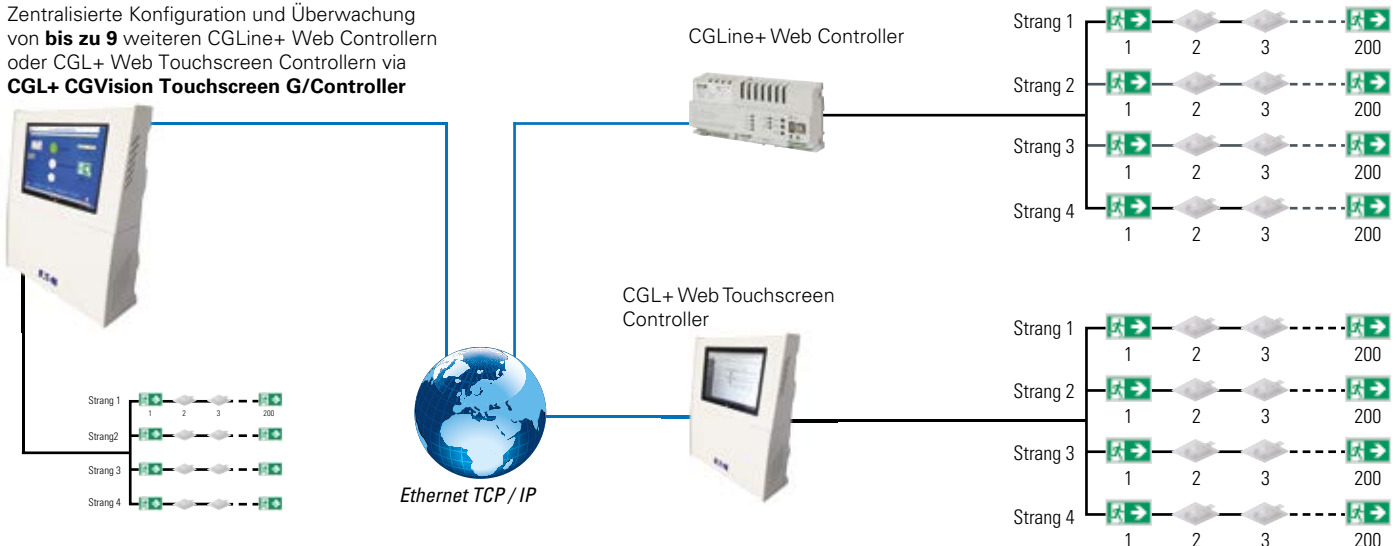 Zentralisierte Konfiguration und Überwachung
von bis zu 9 weiteren CGLine+ Web Controllern
oder CGL+ Web Touchscreen Controllern via
CGL+ CGVision Touchscreen G/Controller
EATON
Strang 1
1 2 3 200
Strang2
Strang 3
Strang 4
Ethernet TCP / IP
CGLine+ Web Controller
Strang 1
1 2 3 200
Strang 2
1 2 3 200
Strang 3
1 2 3 200
Strang 4
1 2 3 200
CGL+ Web Touchscreen
Controller
EATON
Strang 1
1 2 3 200
Strang 2
1 2 3 200
Strang 3
1 2 3 200
Strang 4
1 2 3 200